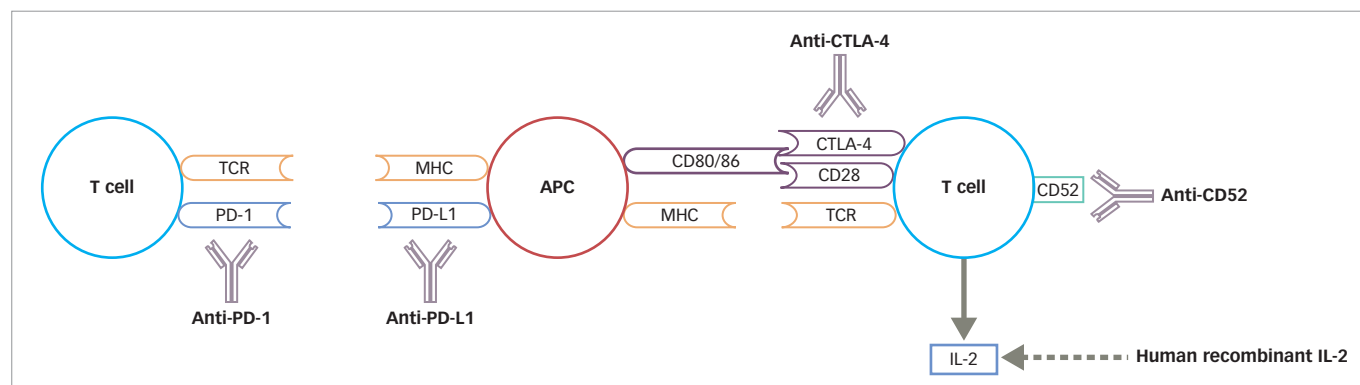 Anti-CTLA-4
T cell
TCR
PD-1
Anti-PD-1
MHC
PD-L1
Anti-PD-L1
APC
CD80/86
MHC
CTLA-4
CD28
TCR
T cell
CD52
Anti-CD52
IL-2
Human recombinant IL-2